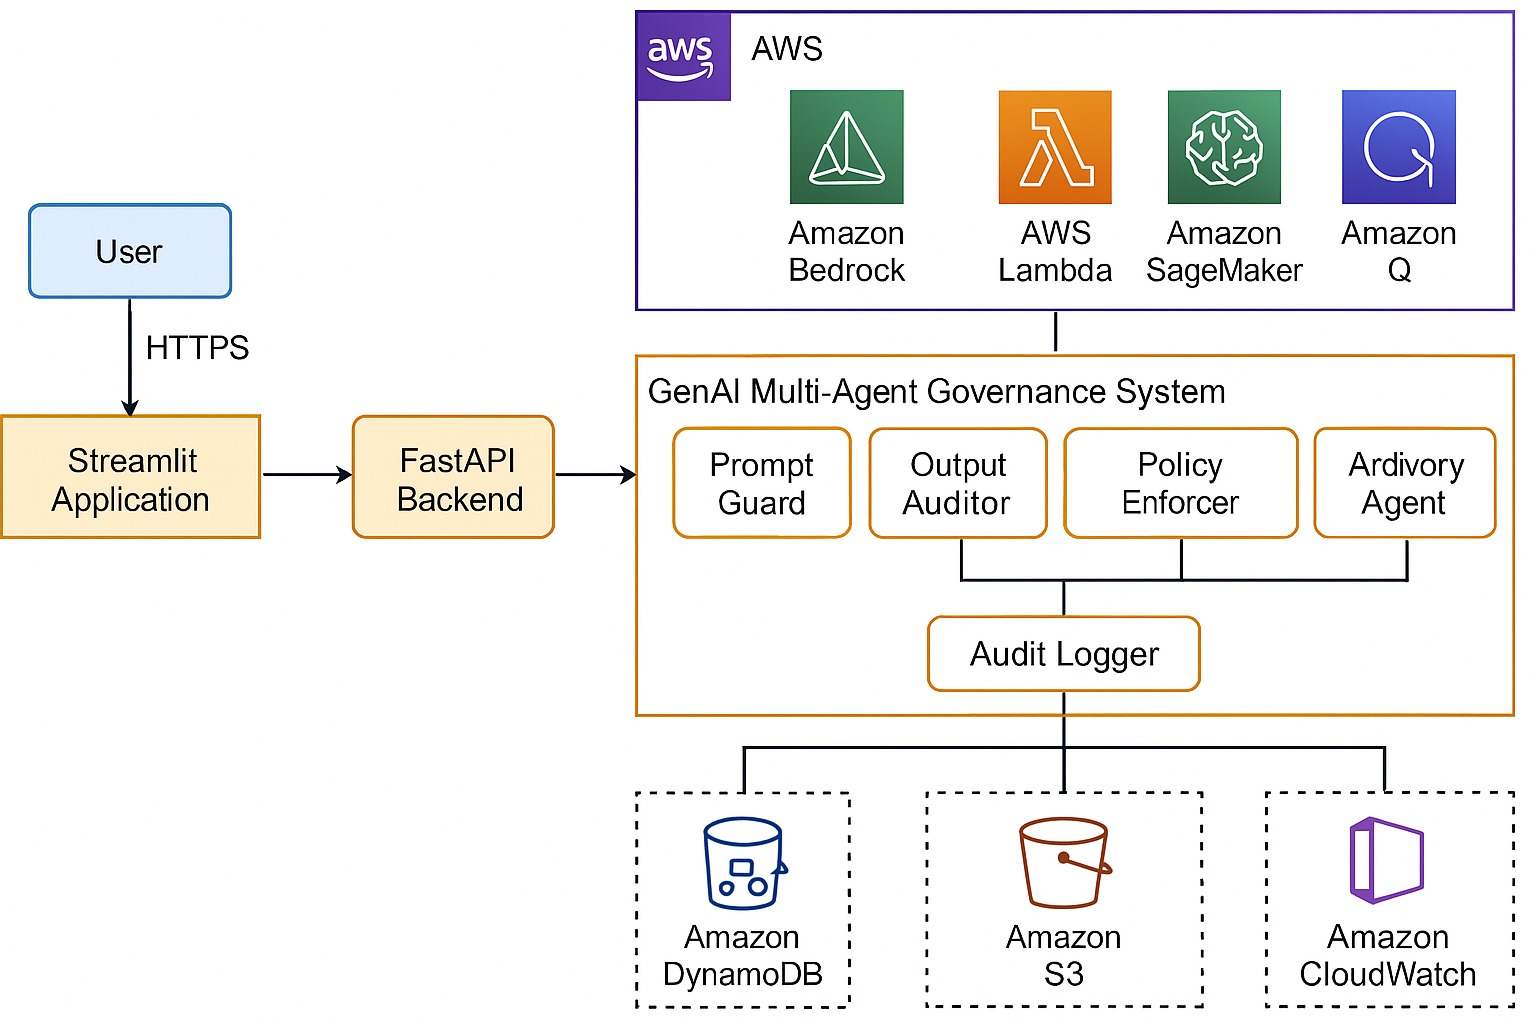 aws
AWS
Amazon
Bedrock
AWS
Lambda
Amazon
SageMaker
Amazon
Q
User
HTTPS
Streamlit
Application
FastAPI
Backend
GenAI Multi-Agent Governance System
Prompt
Guard
Output
Auditor
Policy
Enforcer
Ardivory
Agent
Audit Logger
Amazon
DynamoDB
Amazon
S3
Amazon
CloudWatch